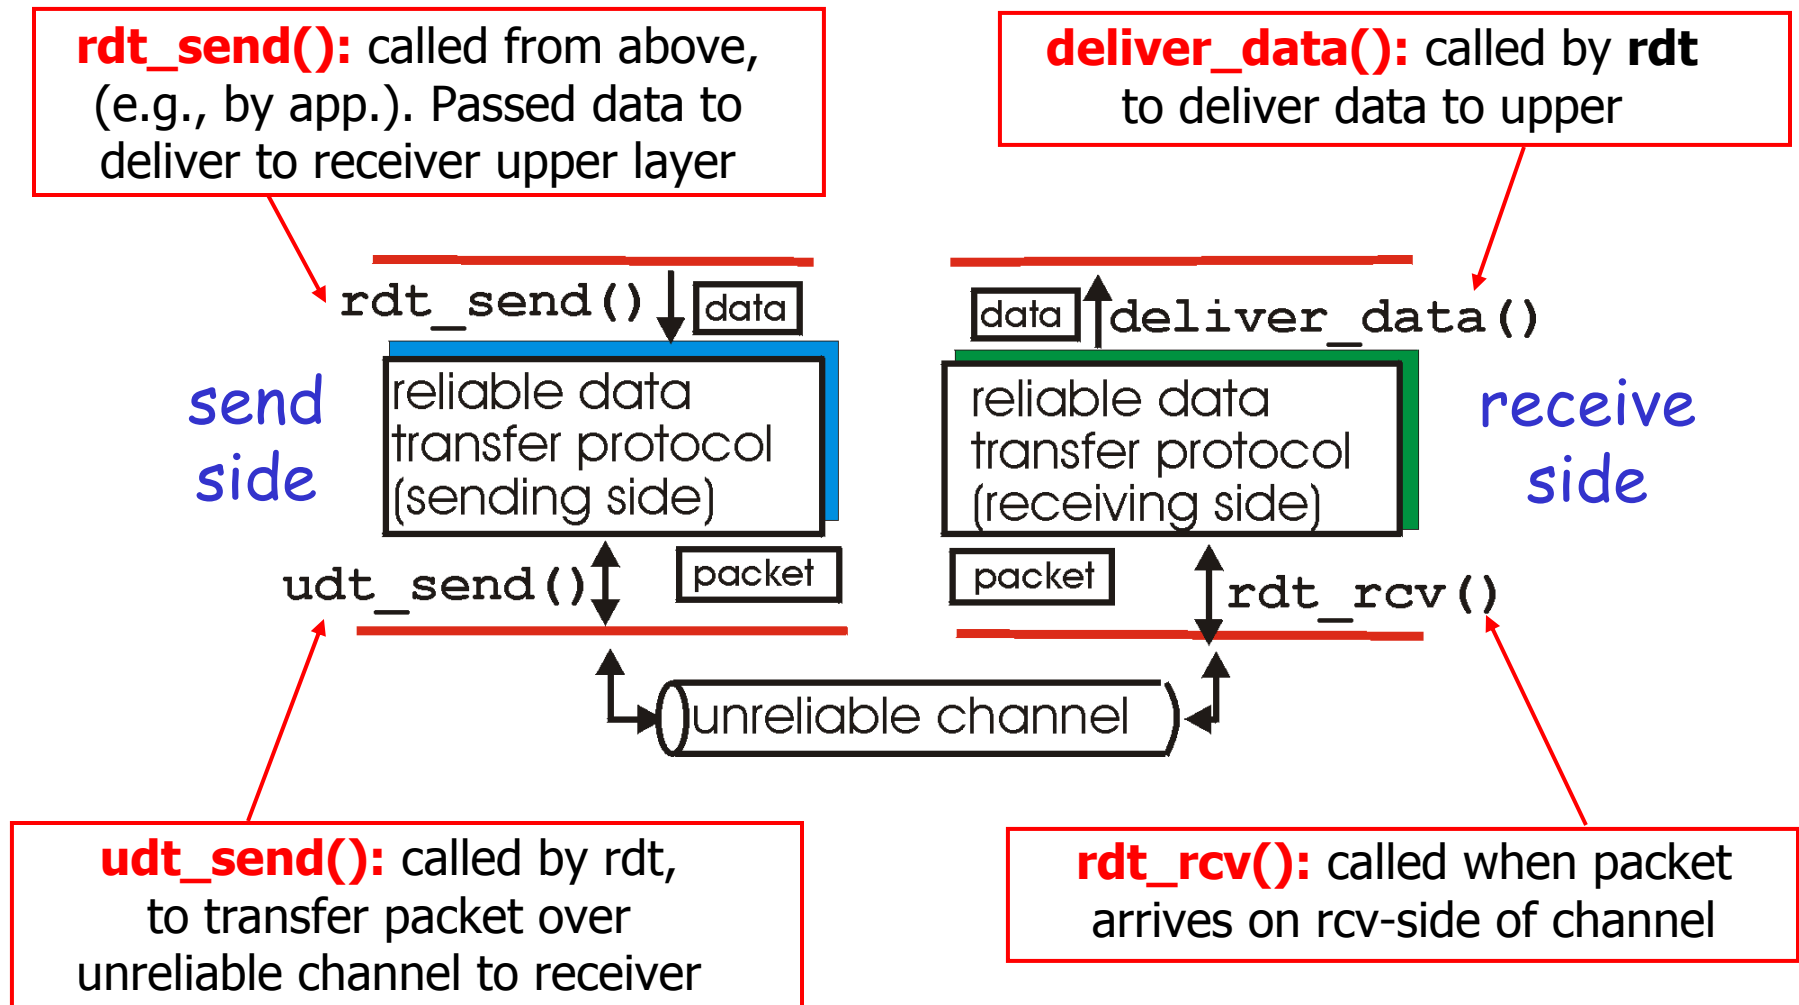 rdt_send(): called from above,
(e.g., by app.). Passed data to
deliver to receiver upper layer
deliver_data(): called by rdt
to deliver data to upper
rdt_send()
data
data
deliver_data()
send
side
reliable data
transfer protocol
(sending side)
reliable data
transfer protocol
(receiving side)
receive
side
udt_send()
packet
packet
rdt_rcv()
unreliable channel
udt_send(): called by rdt,
to transfer packet over
unreliable channel to receiver
rdt_rcv(): called when packet
arrives on rcv-side of channel